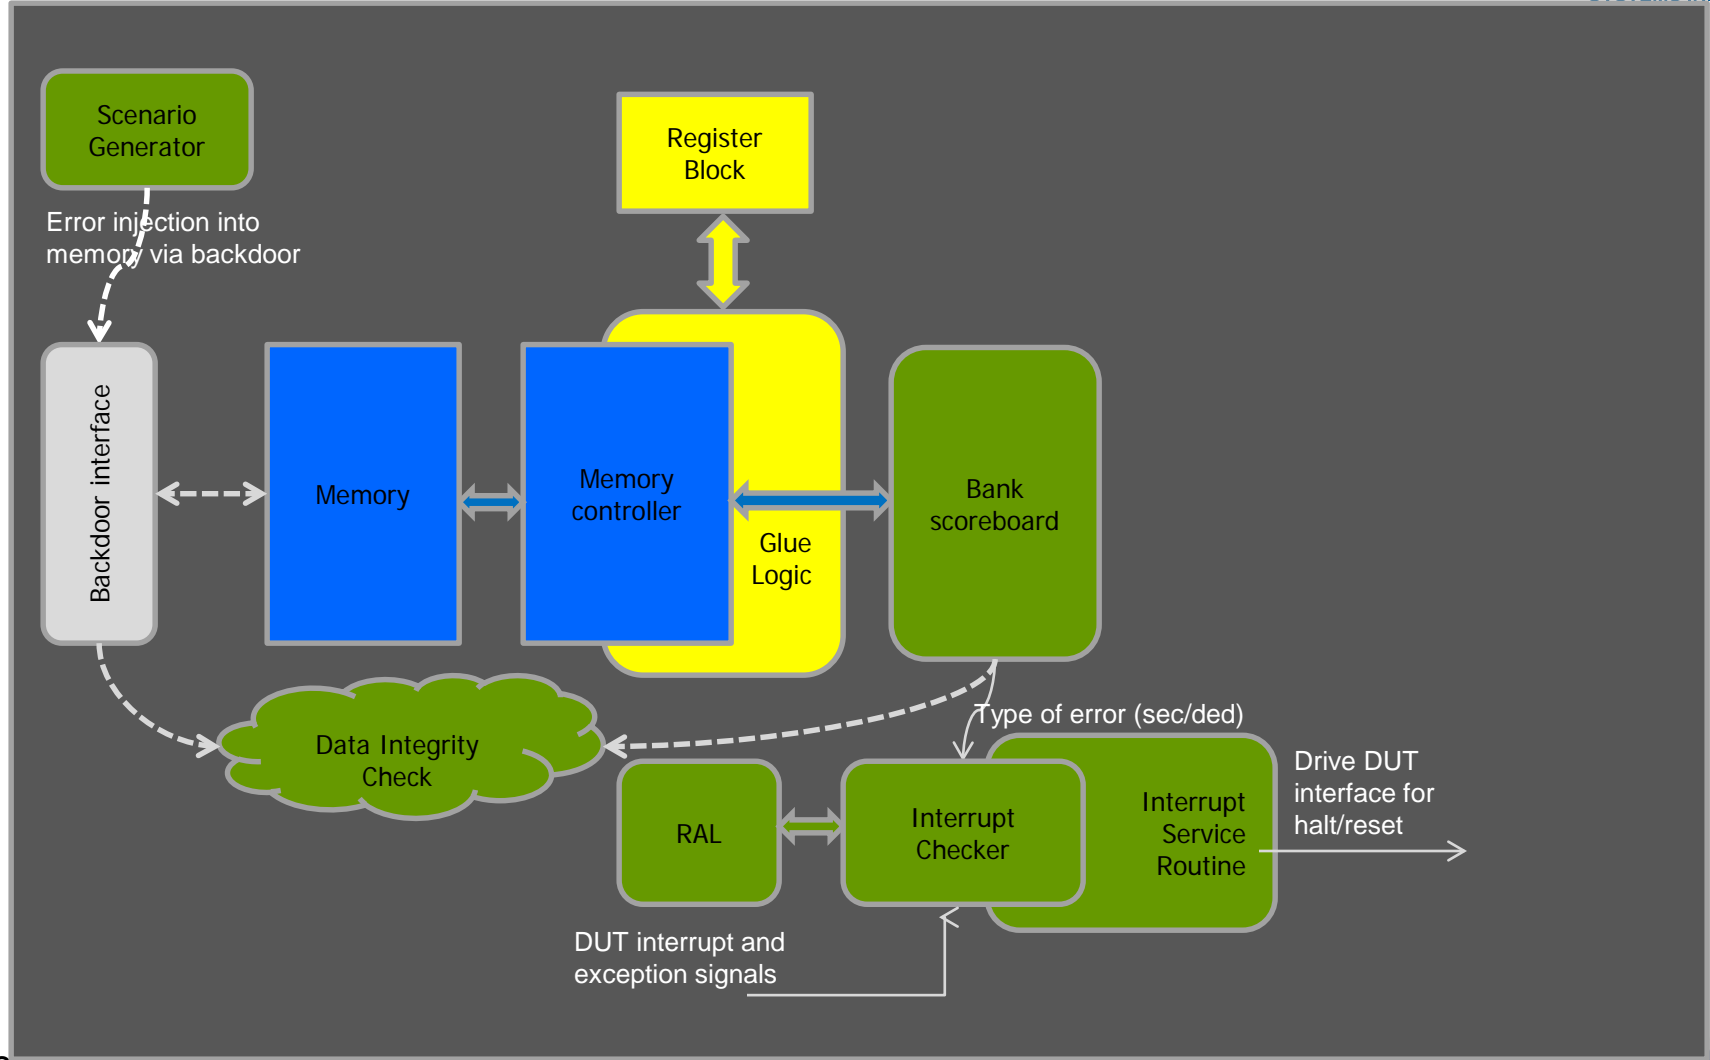 Scenario
Generator
Register
Block
Error injection into
memory via backdoor
Backdoor interface
Memory
Memory
controller
Glue
Logic
Bank
scoreboard
Type of error (sec/ded)
Data Integrity
Check
RAL
Interrupt
Checker
Interrupt
Service
Routine
Drive DUT
interface for
halt/reset
DUT interrupt and
exception signals